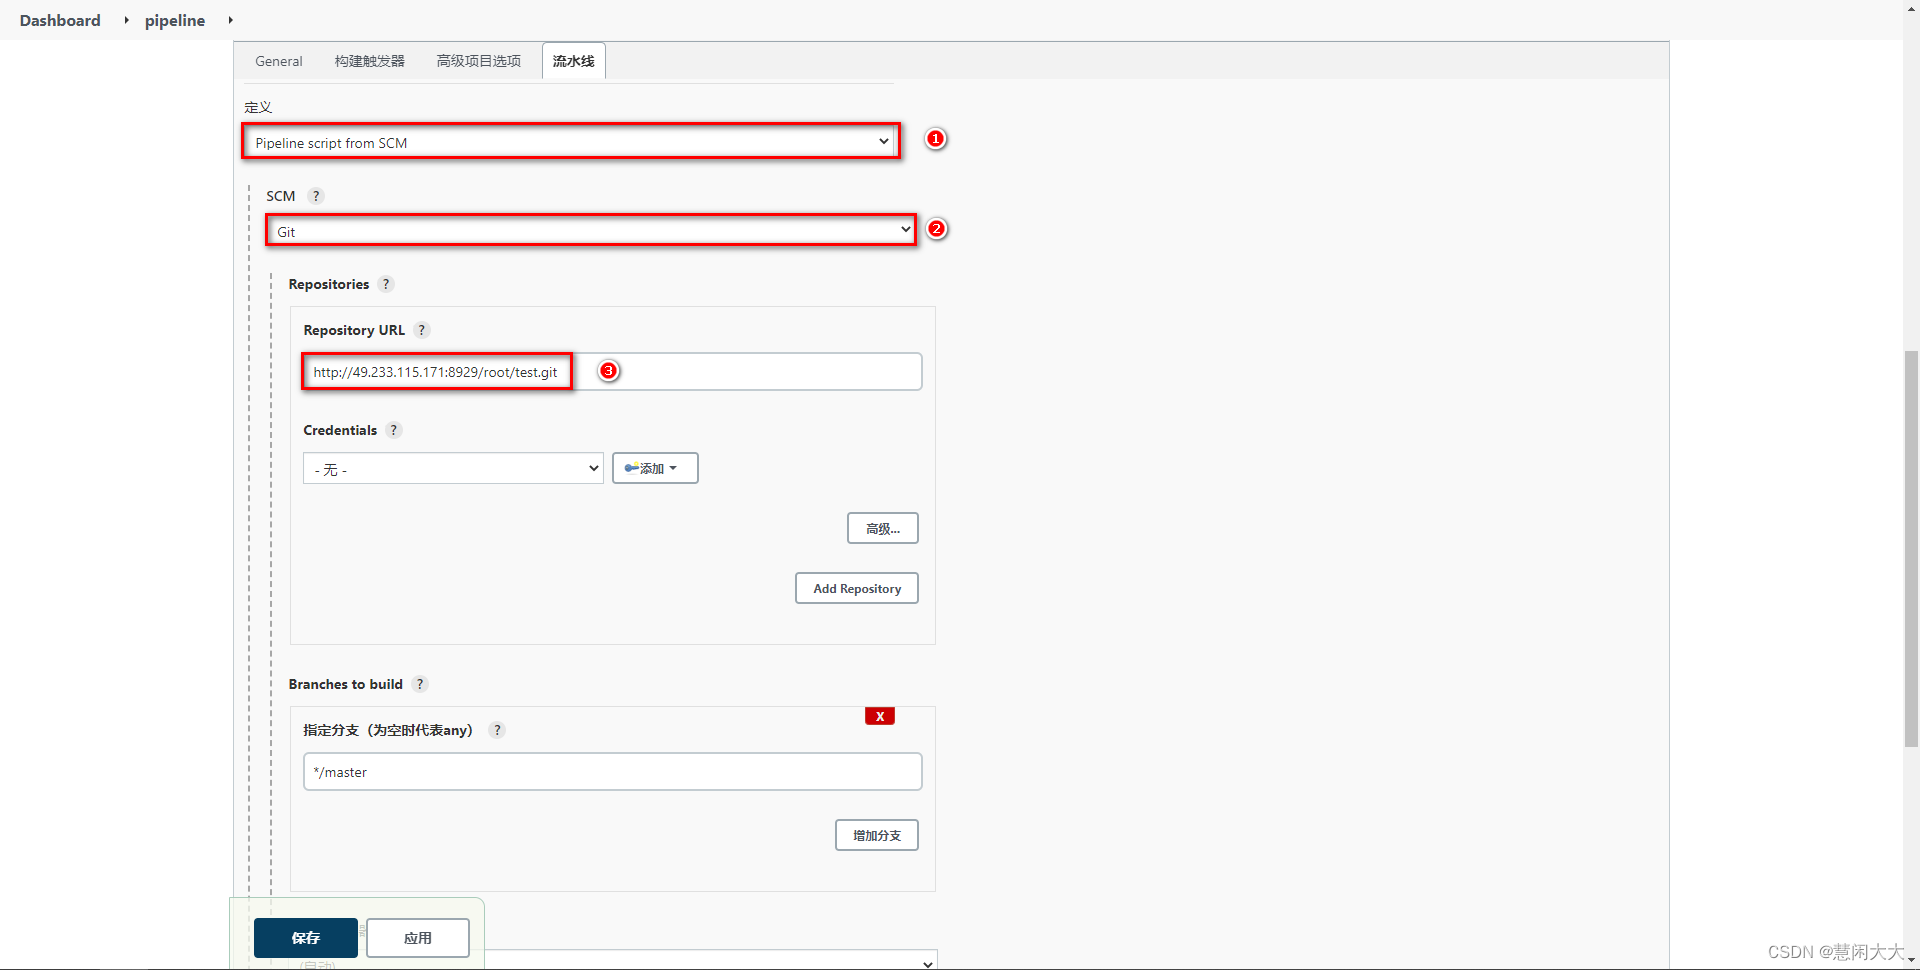 Dashboard pipeline
General 构建触发器 高级项目选项 流水线
定义
Pipeline script from SCM 1
SCM ?
Git 2
Repositories ?
Repository URL ?
http://49.233.115.171:8929/root/test.git 3
Credentials ?
- 无 - 添加
高级...
Add Repository
Branches to build ?
X
指定分支（为空时代表any） ?
*/master
增加分支
保存 应用
(自动)
CSDN @慧闲大大